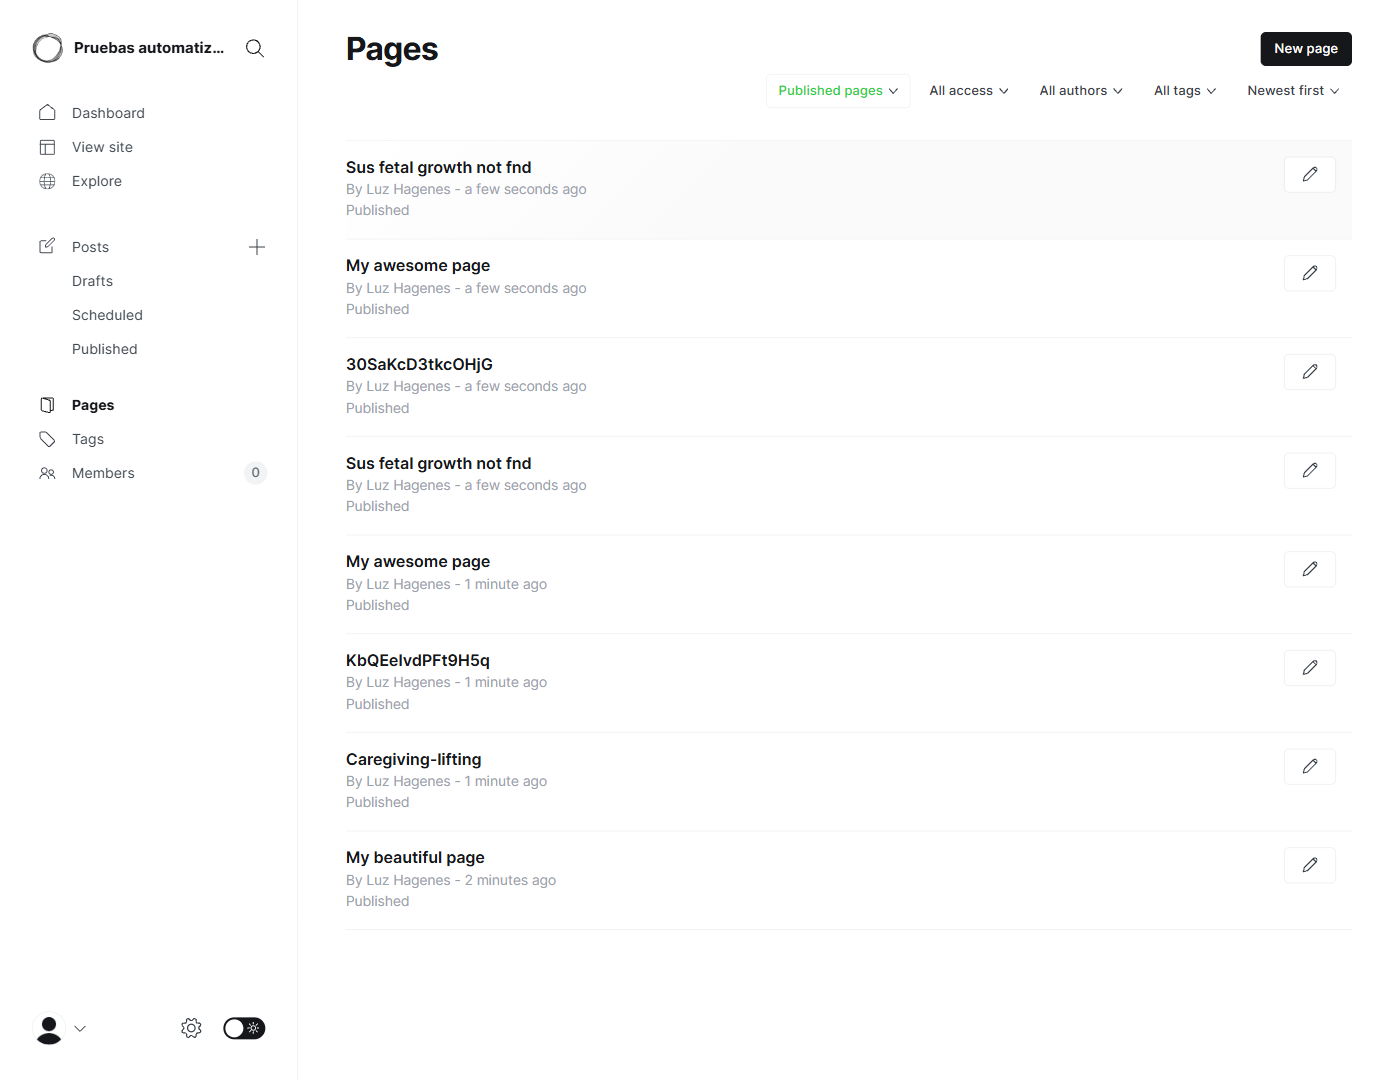 Pruebas automatiz...
Dashboard
View site
Explore
Posts
Drafts
Scheduled
Published
Pages
Tags
Members 0
Pages
New page
Published pages All access All authors All tags Newest first
Sus fetal growth not fnd
By Luz Hagenes - a few seconds ago
Published
My awesome page
By Luz Hagenes - a few seconds ago
Published
30SaKcD3tkcOHjG
By Luz Hagenes - a few seconds ago
Published
Sus fetal growth not fnd
By Luz Hagenes - a few seconds ago
Published
My awesome page
By Luz Hagenes - 1 minute ago
Published
KbQEeIvdPFt9H5q
By Luz Hagenes - 1 minute ago
Published
Caregiving-lifting
By Luz Hagenes - 1 minute ago
Published
My beautiful page
By Luz Hagenes - 2 minutes ago
Published